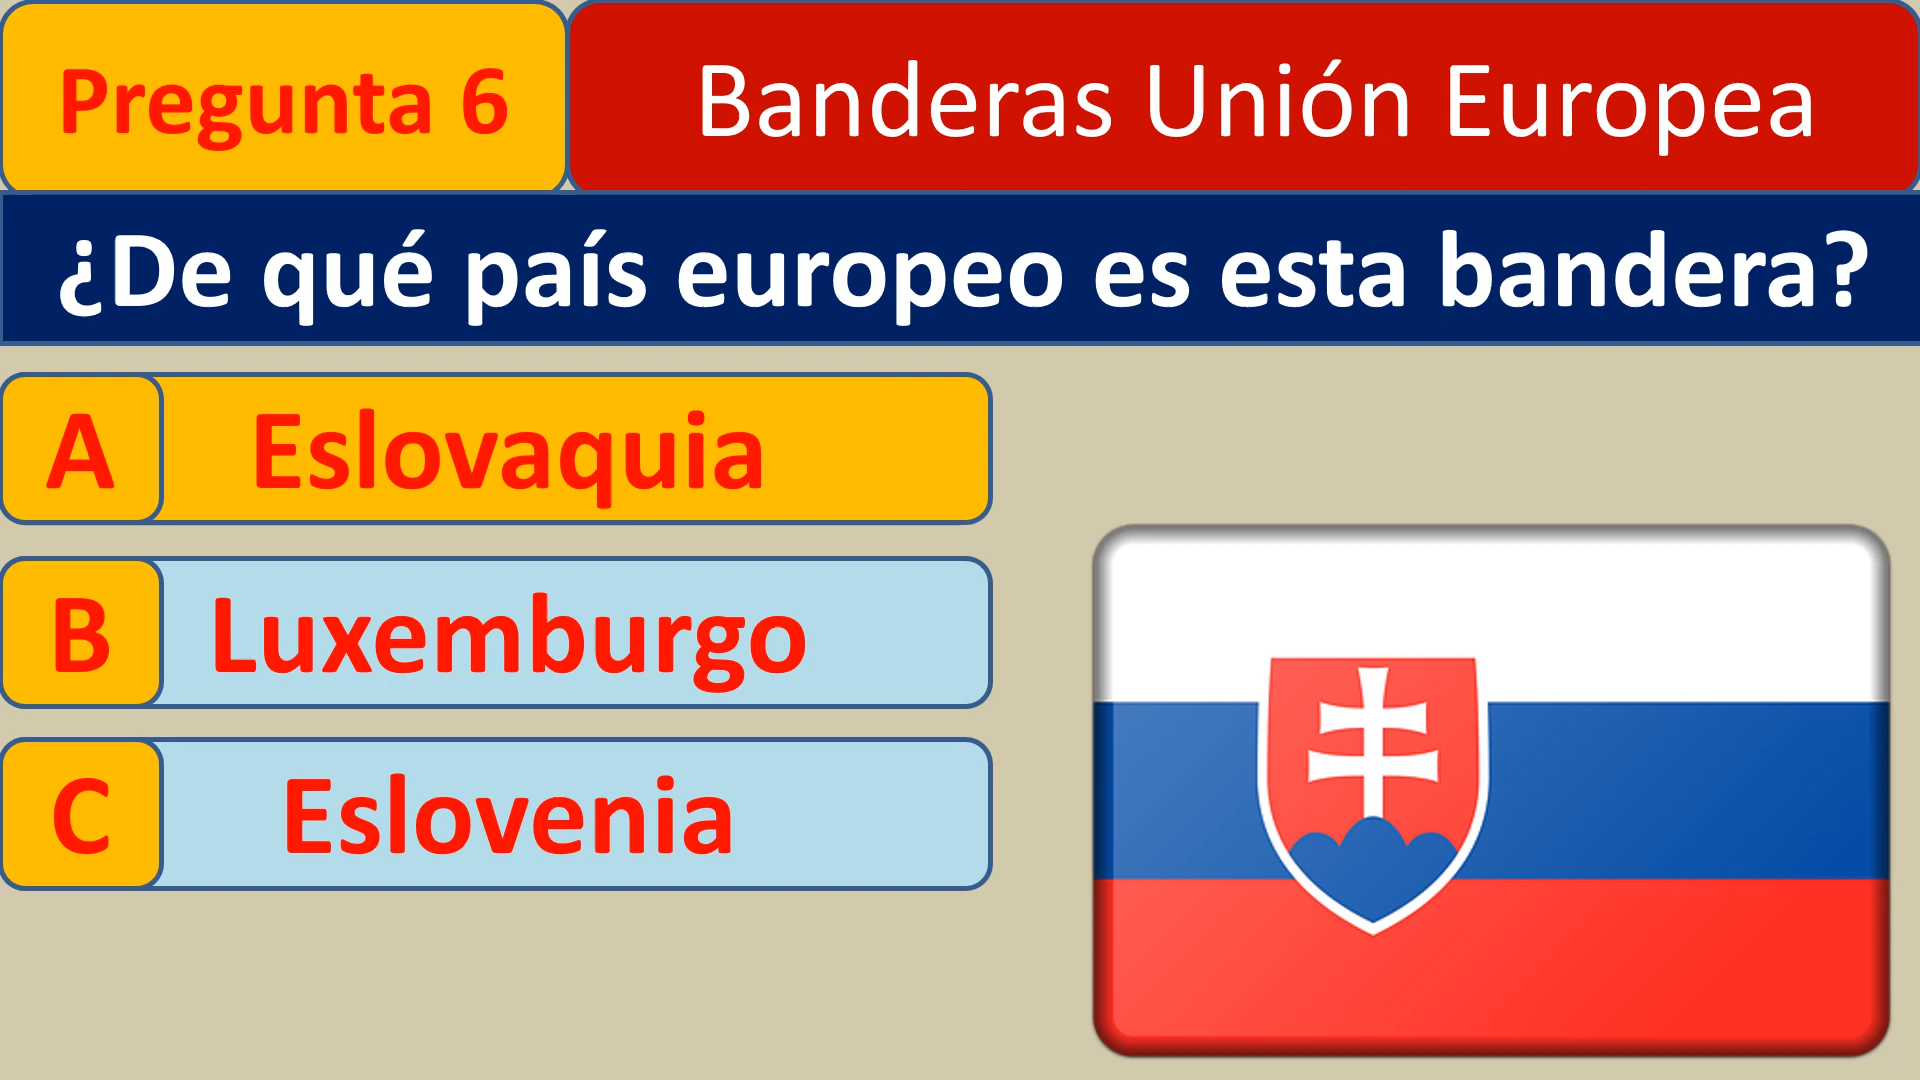 Pregunta 6
Banderas Unión Europea
¿De qué país europeo es esta bandera?
A Eslovaquia
B Luxemburgo
C Eslovenia